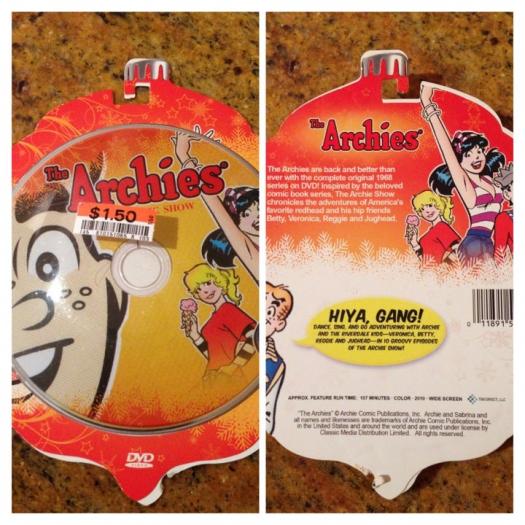 The
Archies®
SHOW
$1.50
DVD
VIDEO
The Archies
The Archies are back and better than
ever with the complete original 1968
series on DVD! Inspired by the beloved
comic book series, The Archie Show
chronicles the adventures of America's
favorite redhead and his hip friends
Betty, Veronica, Reggie and Jughead.
HIYA, GANG!
DANCE, SING, AND GO ADVENTURING WITH ARCHIE
AND THE RIVERDALE KIDS—VERONICA, BETTY,
REGGIE AND JUGHEAD—IN 10 GROOVY EPISODES
OF THE ARCHIE SHOW!
0 11891 5
APPROX. FEATURE RUN TIME: 107 MINUTES · COLOR · 2010 · WIDE SCREEN
"The Archies" © Archie Comic Publications, Inc. Archie and Sabrina and
all names and likenesses are trademarks of Archie Comic Publications, Inc.
in the United States and around the world and are used under license by
Classic Media Distribution Limited. All rights reserved.